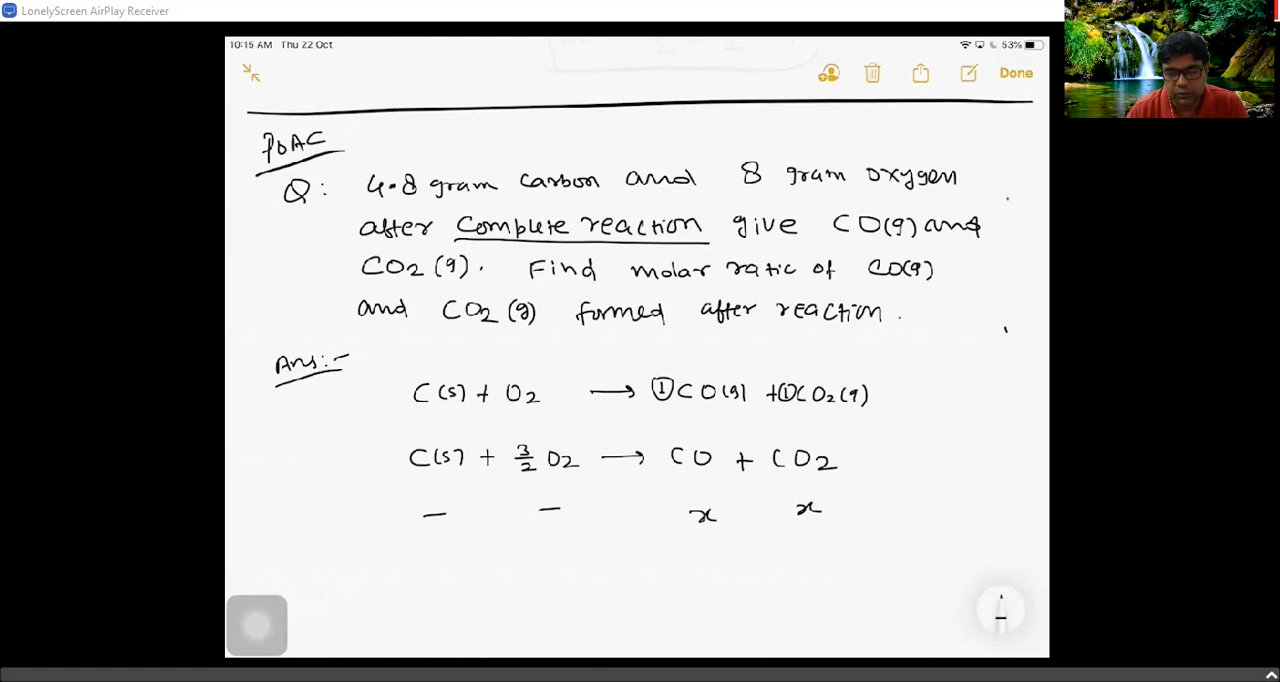 LonelyScreen AirPlay Receiver
10:15 AM Thu 22 Oct
53%
Done
POAC
Q: 4.8 gram carbon and 8 gram oxygen
after complete reaction give CO(g) and
CO2(g). Find molar ratic of CO(g)
and CO2(g) formed after reaction.
Ans:-
C(s) + O2 ⟶ ①CO(g) + ①CO2(g)
C(s) + 3/2 O2 ⟶ CO + CO2
– – x x